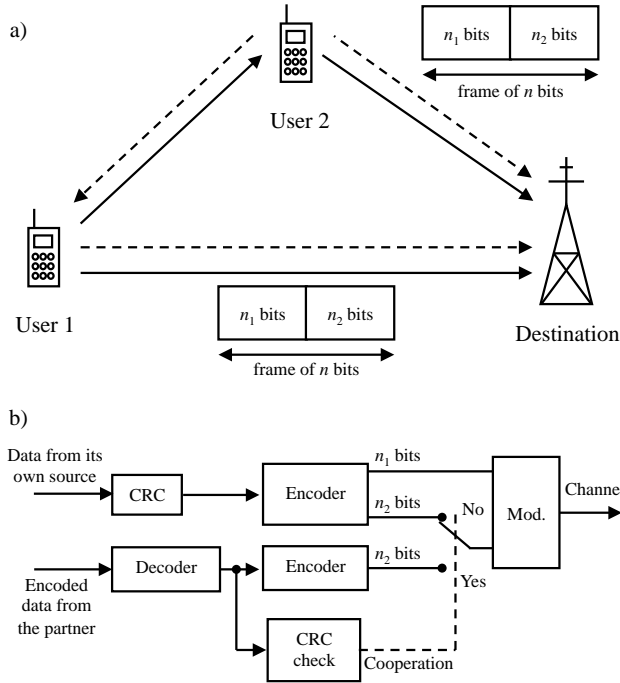 a)
n1 bits
n2 bits
frame of n bits
User 2
User 1
n1 bits
n2 bits
frame of n bits
Destination
b)
Data from its
own source
CRC
Encoder
n1 bits
n2 bits
No
Mod.
Channe
Encoded
data from
the partner
Decoder
Encoder
n2 bits
Yes
CRC
check
Cooperation